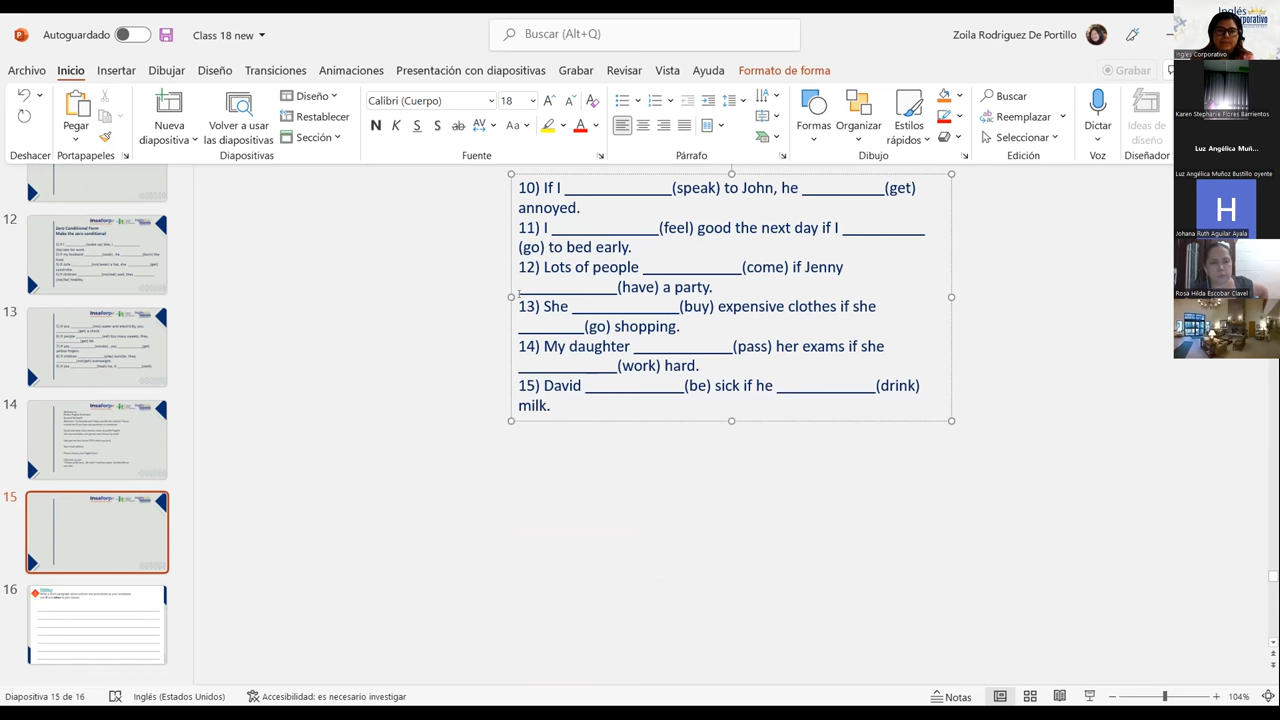 Autoguardado
Class 18 new
Buscar (Alt+Q)
Zoila Rodriguez De Portillo
Archivo Inicio Insertar Dibujar Diseño Transiciones Animaciones Presentación con diapositivas Grabar Revisar Vista Ayuda Formato de forma
Grabar
Pegar
Nueva diapositiva
Volver a usar las diapositivas
Diseño
Restablecer
Sección
Calibri (Cuerpo)
18
N K S ab AV Aa A
Formas
Organizar
Estilos rápidos
Buscar
Reemplazar
Seleccionar
Dictar
Ideas de diseño
Deshacer Portapapeles Diapositivas Fuente Párrafo Dibujo Edición Voz Diseñador
10) If I _____________(speak) to John, he __________(get)
annoyed.
11) I _____________(feel) good the next day if I __________
(go) to bed early.
12) Lots of people ____________(come) if Jenny
____________(have) a party.
13) She _____________(buy) expensive clothes if she
________(go) shopping.
14) My daughter ____________(pass) her exams if she
____________(work) hard.
15) David ____________(be) sick if he ____________(drink)
milk.
12
Zero Conditional Form
Make the zero conditional
13
14
15
16
Inglés Corporativo
Karen Stephanie Flores Barrientos
Luz Angélica Muñ...
Luz Angélica Muñoz Bustillo oyente
H
Johana Ruth Aguilar Ayala
Rosa Hilda Escobar Clavel
Diapositiva 15 de 16
Inglés (Estados Unidos)
Accesibilidad: es necesario investigar
Notas
104%